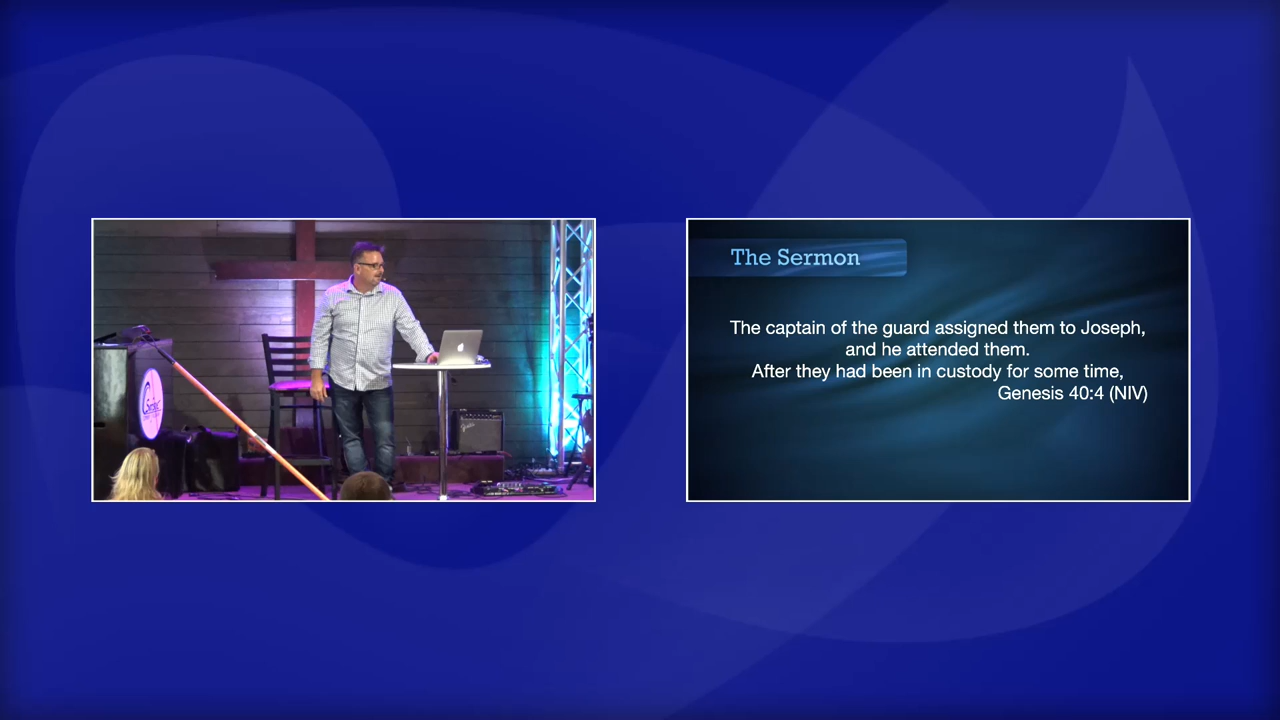 The Sermon
The captain of the guard assigned them to Joseph,
and he attended them.
After they had been in custody for some time,
Genesis 40:4 (NIV)
Fender